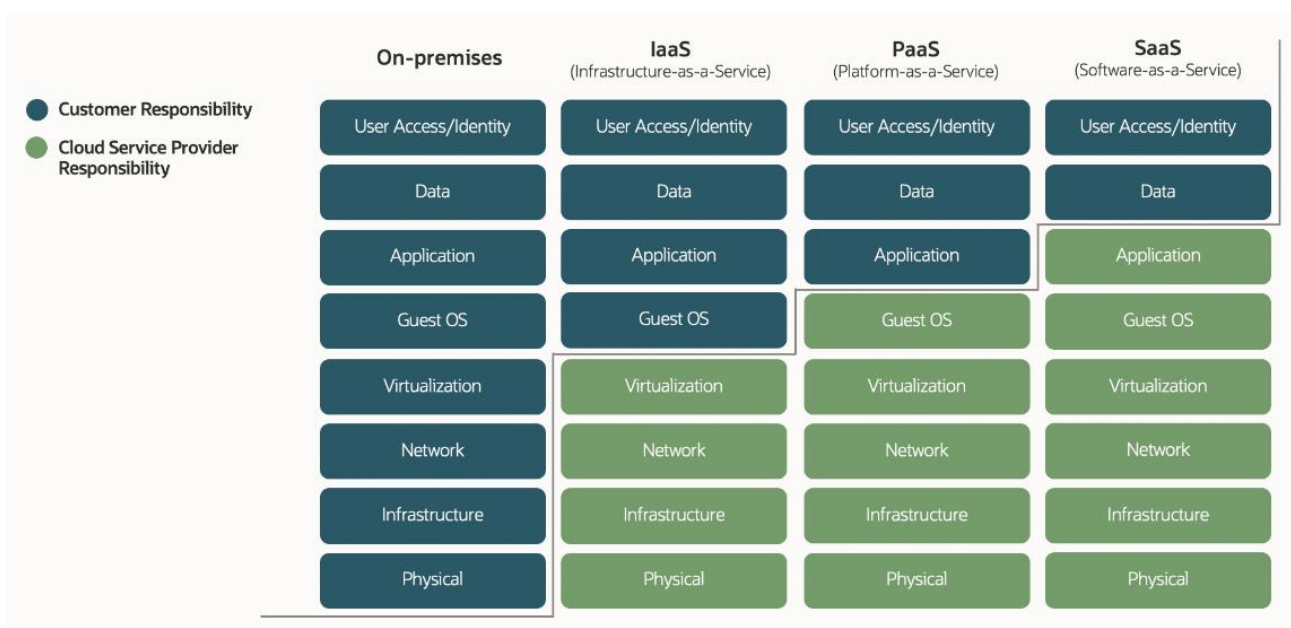 On-premises
IaaS
(Infrastructure-as-a-Service)
PaaS
(Platform-as-a-Service)
SaaS
(Software-as-a-Service)
Customer Responsibility
Cloud Service Provider
Responsibility
User Access/Identity
User Access/Identity
User Access/Identity
User Access/Identity
Data
Data
Data
Data
Application
Application
Application
Application
Guest OS
Guest OS
Guest OS
Guest OS
Virtualization
Virtualization
Virtualization
Virtualization
Network
Network
Network
Network
Infrastructure
Infrastructure
Infrastructure
Infrastructure
Physical
Physical
Physical
Physical